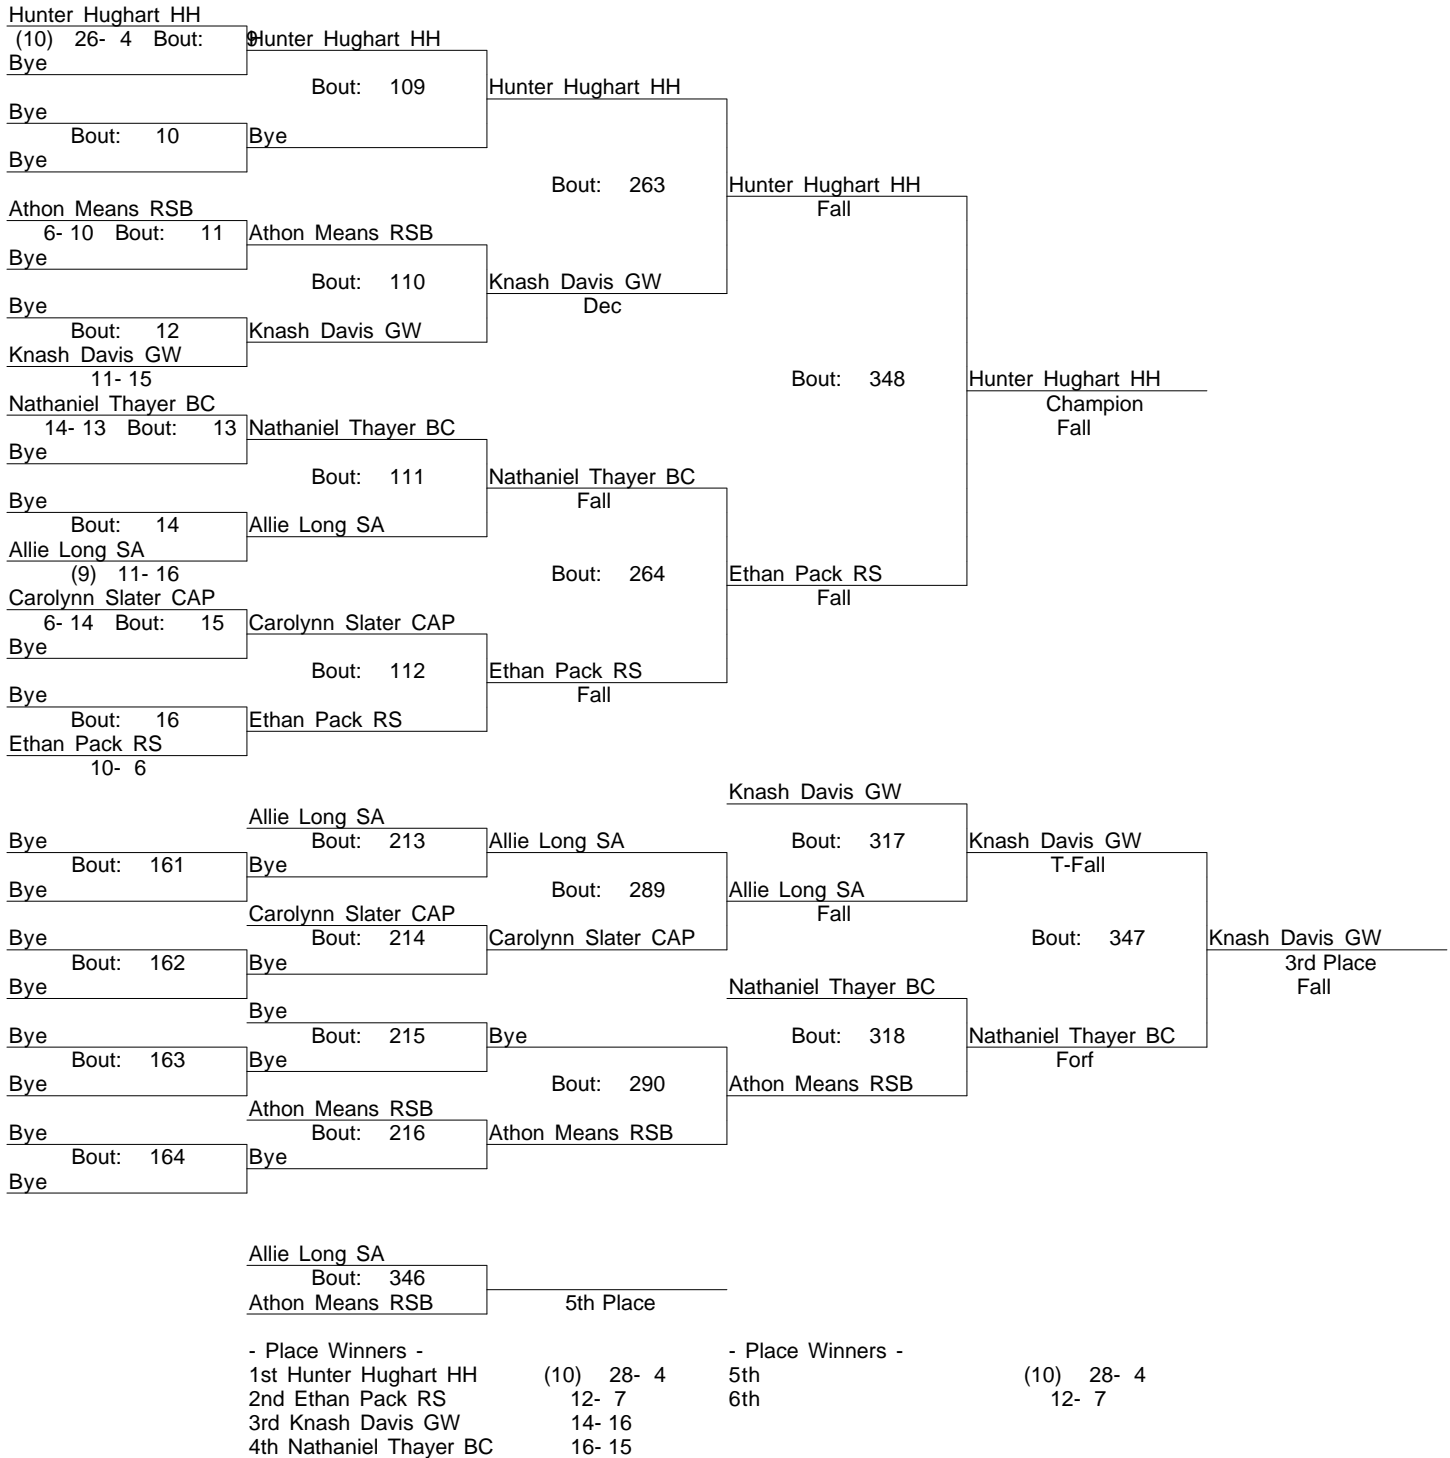 Hunter Hughart HH
(10) 26- 4 Bout: 9 Hunter Hughart HH
Bye
Bout: 109 Hunter Hughart HH
Bye
Bout: 10 Bye
Bye
Bout: 263 Hunter Hughart HH
Athon Means RSB Fall
6- 10 Bout: 11 Athon Means RSB
Bye
Bout: 110 Knash Davis GW
Bye Dec
Bout: 12 Knash Davis GW
Knash Davis GW
11- 15 Bout: 348 Hunter Hughart HH
Nathaniel Thayer BC Champion
14- 13 Bout: 13 Nathaniel Thayer BC Fall
Bye
Bout: 111 Nathaniel Thayer BC
Bye Fall
Bout: 14 Allie Long SA
Allie Long SA
(9) 11- 16 Bout: 264 Ethan Pack RS
Carolynn Slater CAP Fall
6- 14 Bout: 15 Carolynn Slater CAP
Bye
Bout: 112 Ethan Pack RS
Bye Fall
Bout: 16 Ethan Pack RS
Ethan Pack RS
10- 6
Knash Davis GW
Allie Long SA
Bye Bout: 213 Allie Long SA Bout: 317 Knash Davis GW
Bout: 161 Bye T-Fall
Bye Bout: 289 Allie Long SA
Carolynn Slater CAP Fall
Bye Bout: 214 Carolynn Slater CAP Bout: 347 Knash Davis GW
Bout: 162 Bye 3rd Place
Bye Nathaniel Thayer BC Fall
Bye
Bye Bout: 215 Bye Bout: 318 Nathaniel Thayer BC
Bout: 163 Bye Forf
Bye Bout: 290 Athon Means RSB
Athon Means RSB
Bye Bout: 216 Athon Means RSB
Bout: 164 Bye
Bye
Allie Long SA
Bout: 346
Athon Means RSB 5th Place
- Place Winners - - Place Winners -
1st Hunter Hughart HH (10) 28- 4 5th (10) 28- 4
2nd Ethan Pack RS 12- 7 6th 12- 7
3rd Knash Davis GW 14- 16
4th Nathaniel Thayer BC 16- 15